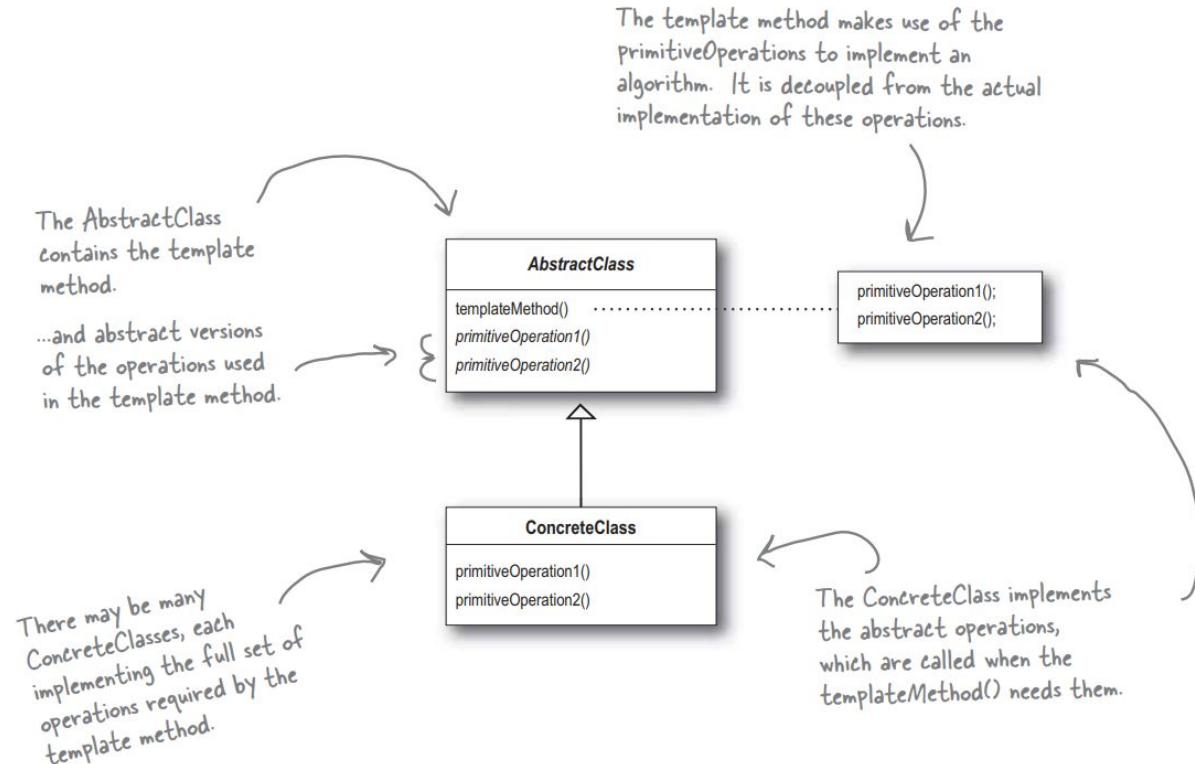 The template method makes use of the
primitiveOperations to implement an
algorithm. It is decoupled from the actual
implementation of these operations.
The AbstractClass
contains the template
method.
...and abstract versions
of the operations used
in the template method.
AbstractClass
templateMethod()
primitiveOperation1()
primitiveOperation2()
primitiveOperation1();
primitiveOperation2();
ConcreteClass
primitiveOperation1()
primitiveOperation2()
There may be many
ConcreteClasses, each
implementing the full set of
operations required by the
template method.
The ConcreteClass implements
the abstract operations,
which are called when the
templateMethod() needs them.